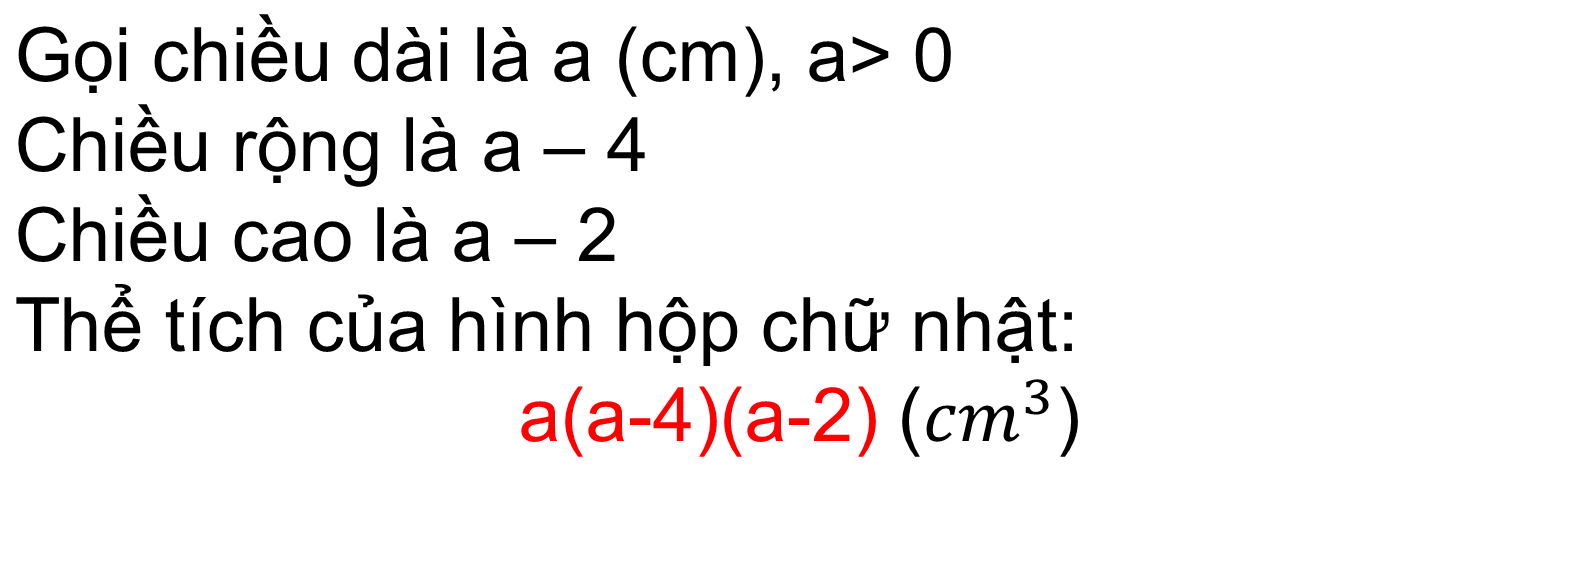 Gọi chiều dài là a (cm), a> 0
Chiều rộng là a – 4
Chiều cao là a – 2
Thể tích của hình hộp chữ nhật:
a(a-4)(a-2) (cm³)